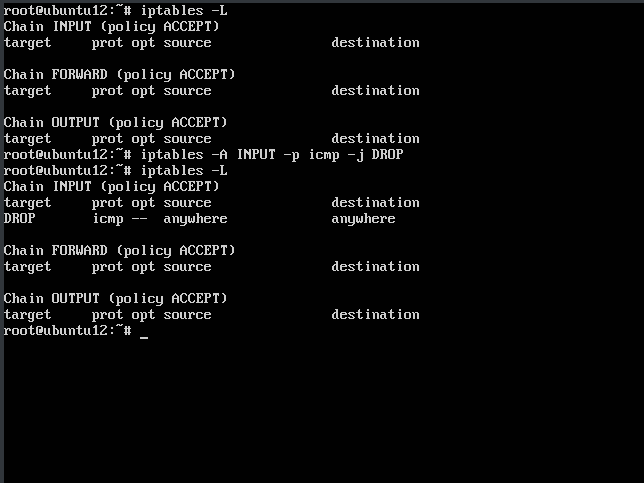 root@ubuntu12:~# iptables -L
Chain INPUT (policy ACCEPT)
target     prot opt source               destination
Chain FORWARD (policy ACCEPT)
target     prot opt source               destination
Chain OUTPUT (policy ACCEPT)
target     prot opt source               destination
root@ubuntu12:~# iptables -A INPUT -p icmp -j DROP
root@ubuntu12:~# iptables -L
Chain INPUT (policy ACCEPT)
target     prot opt source               destination
DROP       icmp --  anywhere             anywhere
Chain FORWARD (policy ACCEPT)
target     prot opt source               destination
Chain OUTPUT (policy ACCEPT)
target     prot opt source               destination
root@ubuntu12:~# _